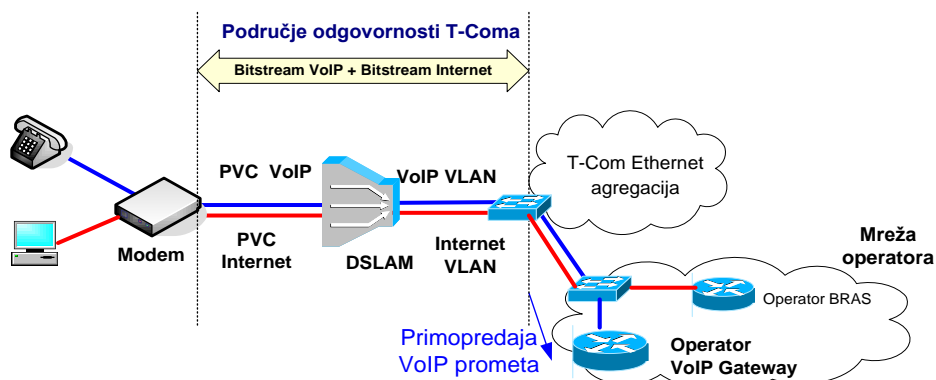 Područje odgovornosti T-Coma
Bitstream VoIP + Bitstream Internet
T-Com Ethernet
agregacija
PVC VoIP
VoIP VLAN
Modem
PVC
Internet
DSLAM
Internet
VLAN
Mreža
operatora
Operator BRAS
Primopredaja
VoIP prometa
Operator
VoIP Gateway